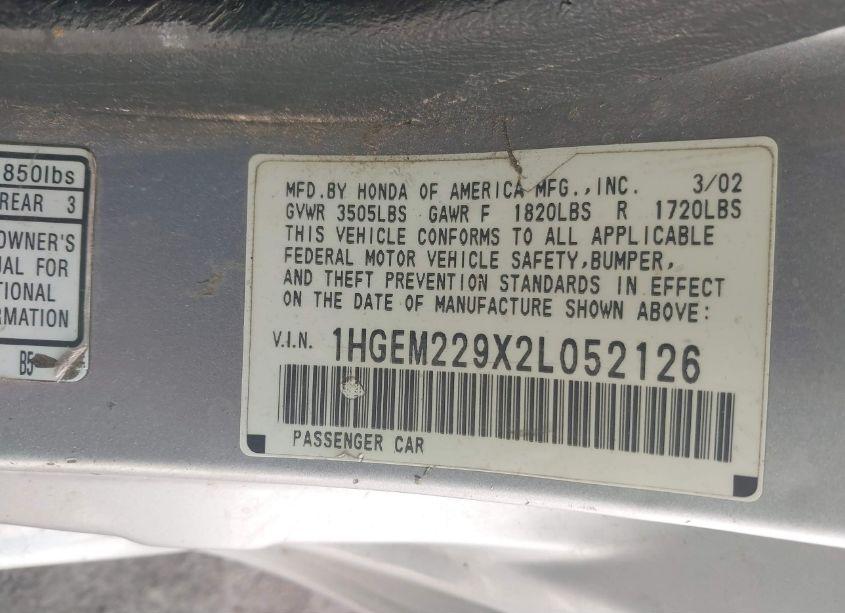 850lbs
REAR 3
OWNER'S
UAL FOR
TIONAL
RMATION
B5
MFD.BY HONDA OF AMERICA MFG.,INC. 3/02
GVWR 3505LBS GAWR F 1820LBS R 1720LBS
THIS VEHICLE CONFORMS TO ALL APPLICABLE
FEDERAL MOTOR VEHICLE SAFETY,BUMPER,
AND THEFT PREVENTION STANDARDS IN EFFECT
ON THE DATE OF MANUFACTURE SHOWN ABOVE:
V.I.N. 1HGEM229X2L052126
PASSENGER CAR